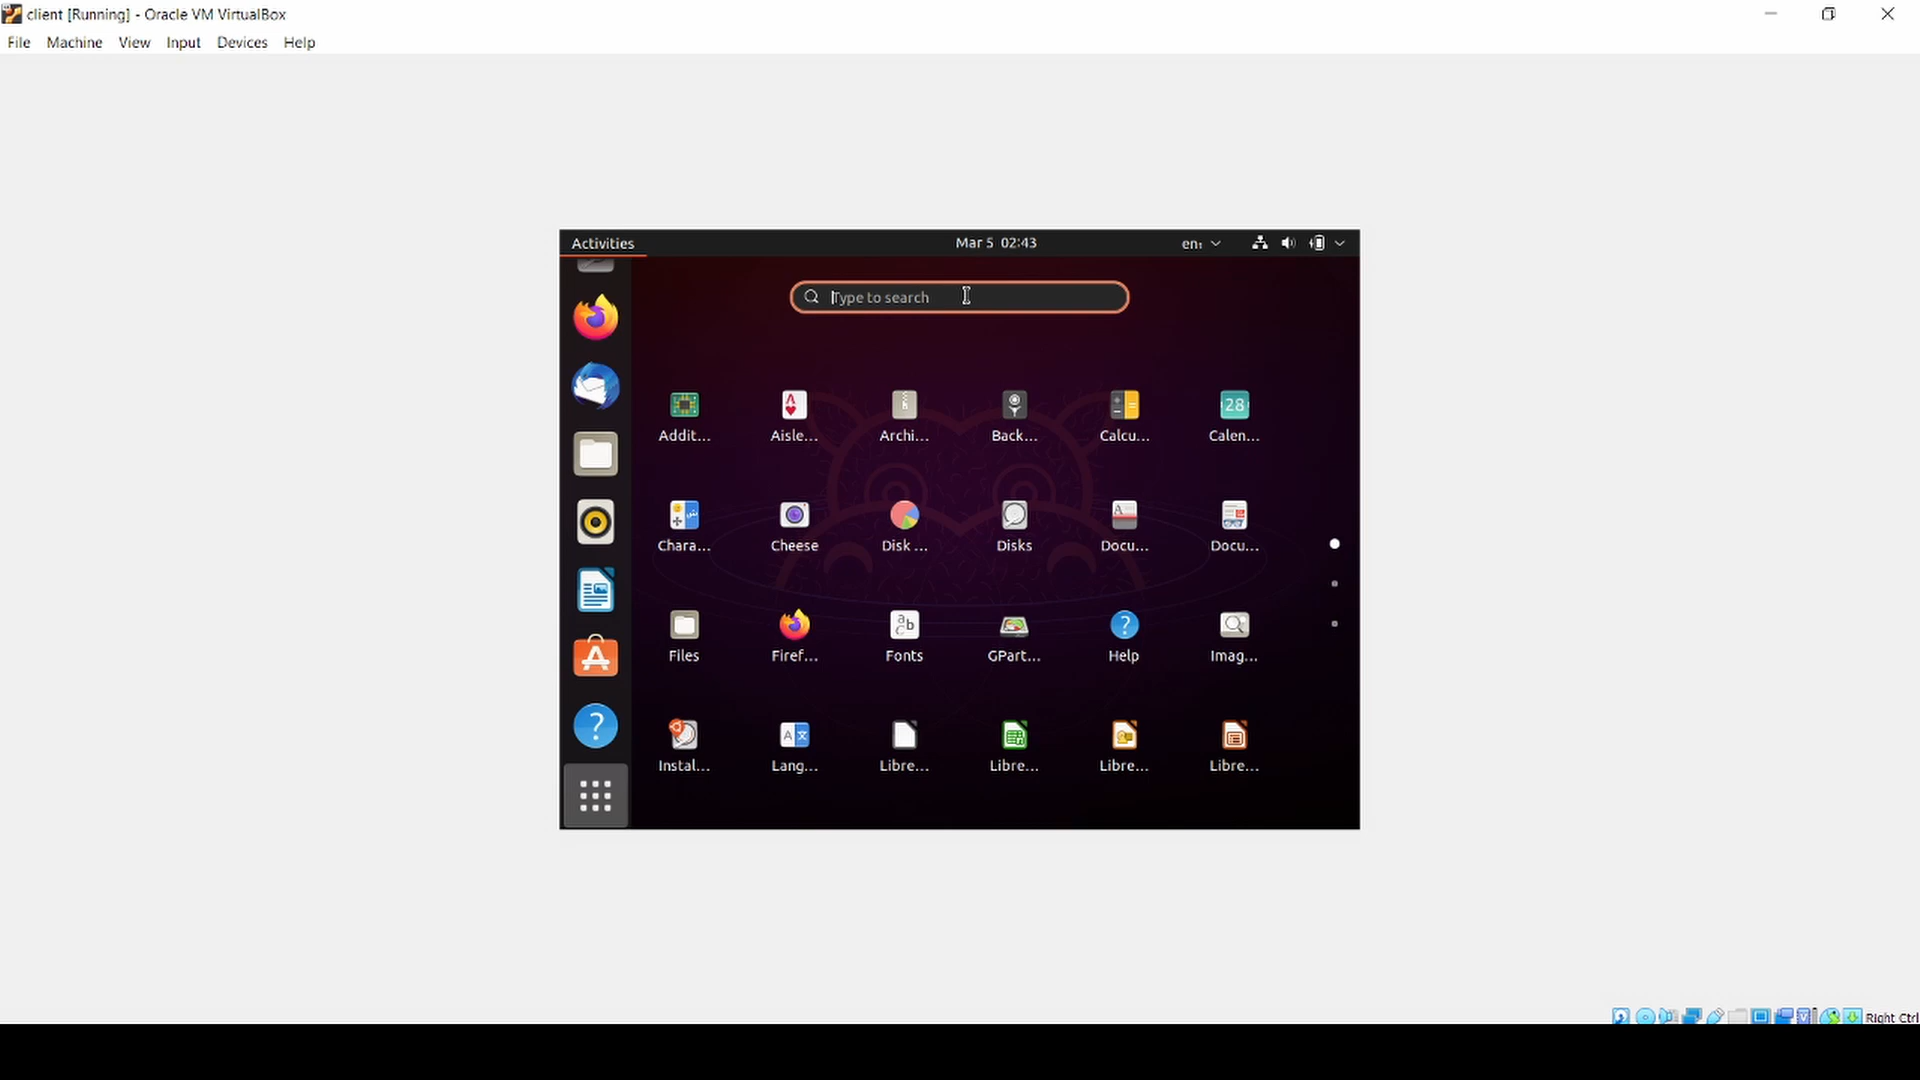 client [Running] - Oracle VM VirtualBox
File Machine View Input Devices Help
Activities Mar 5 02:43 en₁
Type to search
Addit... Aisle... Archi... Back... Calcu... Calen...
28
Chara... Cheese Disk ... Disks Docu... Docu...
Files Firef... Fonts GPart... Help Imag...
Instal... Lang... Libre... Libre... Libre... Libre...
Right Ctrl